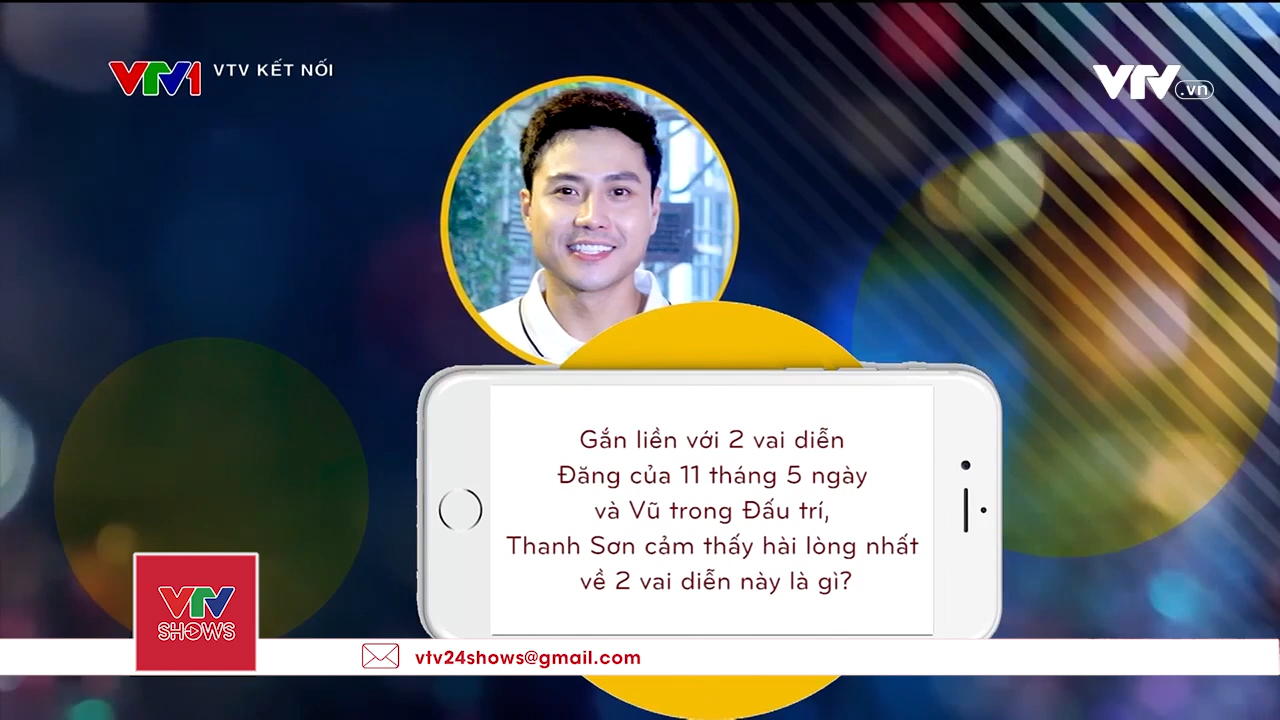 VTV1 VTV KẾT NỐI
VTV.vn
Gắn liền với 2 vai diễn
Đăng của 11 tháng 5 ngày
và Vũ trong Đấu trí,
Thanh Sơn cảm thấy hài lòng nhất
về 2 vai diễn này là gì?
VTV
SHOWS
vtv24shows@gmail.com